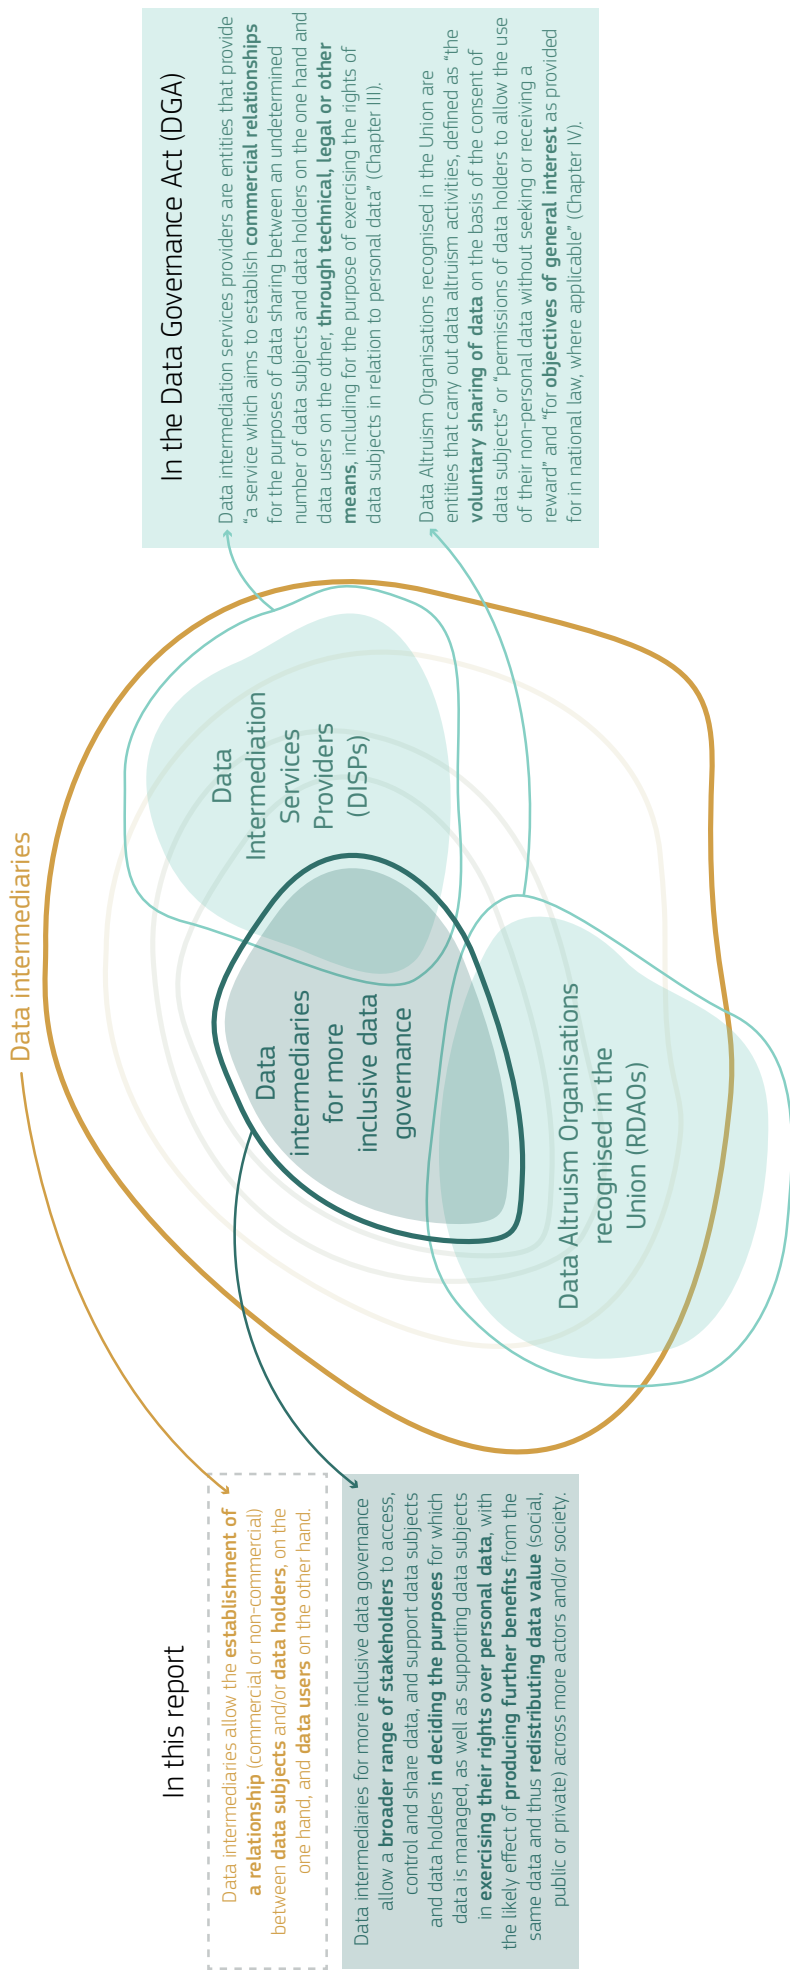 Data intermediaries
In this report
Data intermediaries allow the establishment of
a relationship (commercial or non-commercial)
between data subjects and/or data holders, on the
one hand, and data users on the other hand.
Data intermediaries for more inclusive data governance
allow a broader range of stakeholders to access,
control and share data, and support data subjects
and data holders in deciding the purposes for which
data is managed, as well as supporting data subjects
in exercising their rights over personal data, with
the likely effect of producing further benefits from the
same data and thus redistributing data value (social,
public or private) across more actors and/or society.
Data
intermediaries
for more
inclusive data
governance
Data
Intermediation
Services
Providers
(DISPs)
Data Altruism Organisations
recognised in the
Union (RDAOs)
In the Data Governance Act (DGA)
Data intermediation services providers are entities that provide
“a service which aims to establish commercial relationships
for the purposes of data sharing between an undetermined
number of data subjects and data holders on the one hand and
data users on the other, through technical, legal or other
means, including for the purpose of exercising the rights of
data subjects in relation to personal data” (Chapter III).
Data Altruism Organisations recognised in the Union are
entities that carry out data altruism activities, defined as “the
voluntary sharing of data on the basis of the consent of
data subjects” or “permissions of data holders to allow the use
of their non-personal data without seeking or receiving a
reward” and “for objectives of general interest as provided
for in national law, where applicable” (Chapter IV).